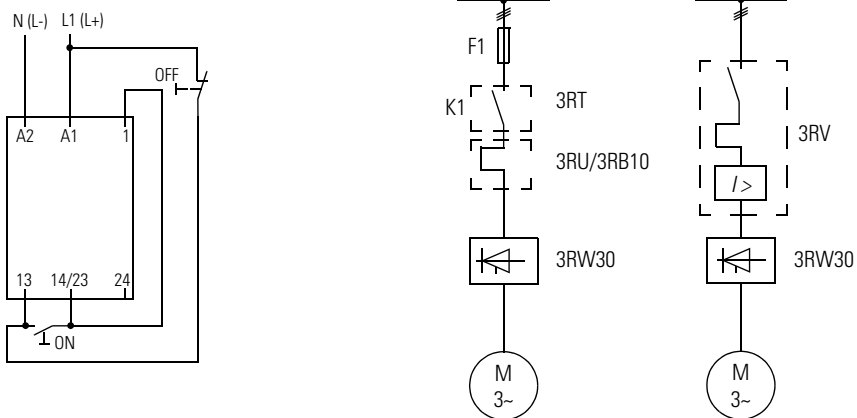 N (L-) L1 (L+)
OFF
A2 A1 1
13 14/23 24
ON
F1
K1 3RT
3RU/3RB10
3RW30
M
3~
3RV
I >
3RW30
M
3~